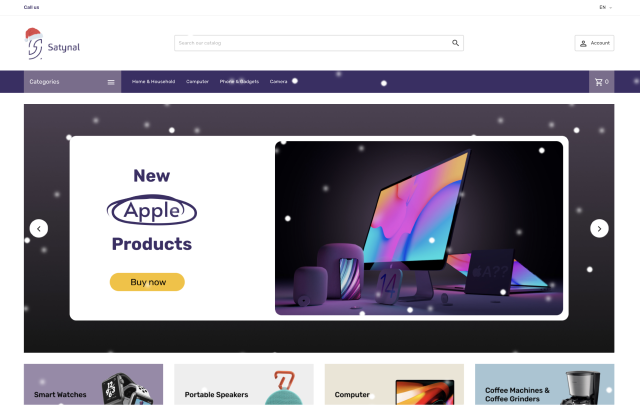 Call us
EN
Satynal
Search our catalog
Account
Categories
Home & Household
Computer
Phone & Gadgets
Camera
0
New
Apple
Products
Buy now
14
Smart Watches
Portable Speakers
Computer
Coffee Machines &
Coffee Grinders